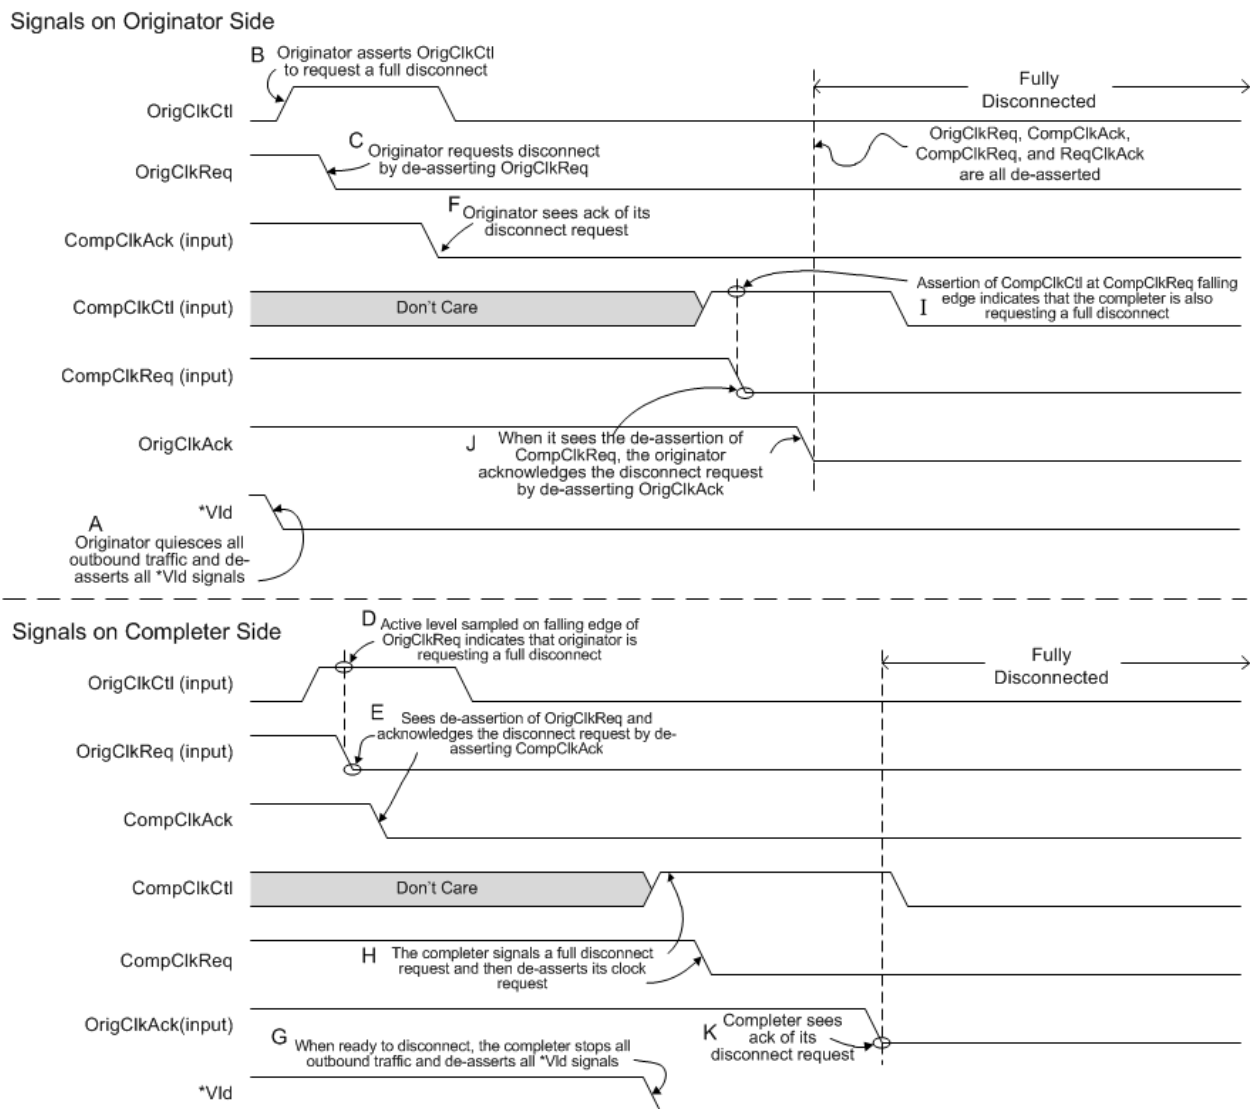 Signals on Originator Side
B
Originator asserts OrigClkCtl
to request a full disconnect
Fully
Disconnected
OrigClkCtl
OrigClkReq, CompClkAck,
CompClkReq, and ReqClkAck
are all de-asserted
C
Originator requests disconnect
by de-asserting OrigClkReq
OrigClkReq
F
Originator sees ack of its
disconnect request
CompClkAck (input)
Assertion of CompClkCtl at CompClkReq falling
edge indicates that the completer is also
requesting a full disconnect
I
CompClkCtl (input)
Don`t Care
CompClkReq (input)
OrigClkAck
J
When it sees the de-assertion of
CompClkReq, the originator
acknowledges the disconnect request
by de-asserting OrigClkAck
*Vld
A
Originator quiesces all
outbound traffic and de-
asserts all *Vld signals
Signals on Completer Side
D
Active level sampled on falling edge of
OrigClkReq indicates that originator is
requesting a full disconnect
Fully
Disconnected
OrigClkCtl (input)
E
Sees de-assertion of OrigClkReq and
acknowledges the disconnect request by de-
asserting CompClkAck
OrigClkReq (input)
CompClkAck
CompClkCtl
Don`t Care
H
The completer signals a full disconnect
request and then de-asserts its clock
request
CompClkReq
OrigClkAck(input)
G
When ready to disconnect, the completer stops all
outbound traffic and de-asserts all *Vld signals
K
Completer sees
ack of its
disconnect request
*Vld